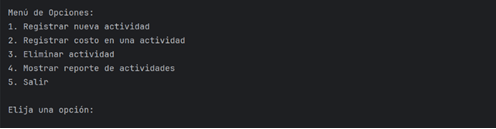 Menú de Opciones:
1. Registrar nueva actividad
2. Registrar costo en una actividad
3. Eliminar actividad
4. Mostrar reporte de actividades
5. Salir
Elija una opción: